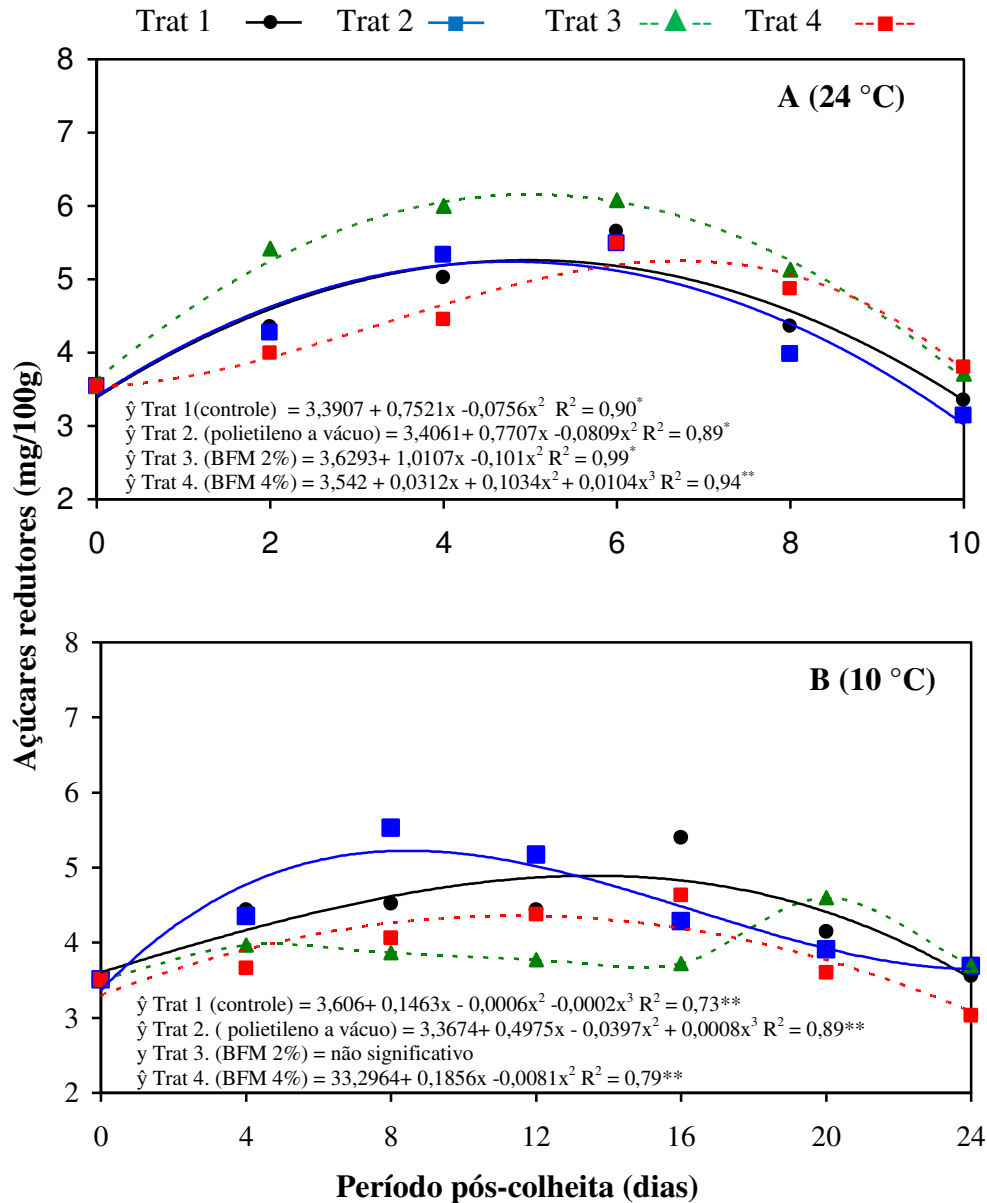 Trat 1 Trat 2 Trat 3 Trat 4
A (24 °C)
8
7
6
5
4
3
2
ŷ Trat 1(controle) = 3,3907 + 0,7521x -0,0756x² R² = 0,90*
ŷ Trat 2. (polietileno a vácuo) = 3,4061+ 0,7707x -0,0809x² R² = 0,89*
ŷ Trat 3. (BFM 2%) = 3,6293+ 1,0107x -0,101x² R² = 0,99*
ŷ Trat 4. (BFM 4%) = 3,542 + 0,0312x + 0,1034x² + 0,0104x³ R² = 0,94**
0 2 4 6 8 10
Açúcares redutores (mg/100g)
B (10 °C)
8
7
6
5
4
3
2
ŷ Trat 1 (controle) = 3,606+ 0,1463x - 0,0006x² -0,0002x³ R² = 0,73**
ŷ Trat 2. ( polietileno a vácuo) = 3,3674+ 0,4975x - 0,0397x² + 0,0008x³ R² = 0,89**
y Trat 3. (BFM 2%) = não significativo
ŷ Trat 4. (BFM 4%) = 33,2964+ 0,1856x -0,0081x² R² = 0,79**
0 4 8 12 16 20 24
Período pós-colheita (dias)